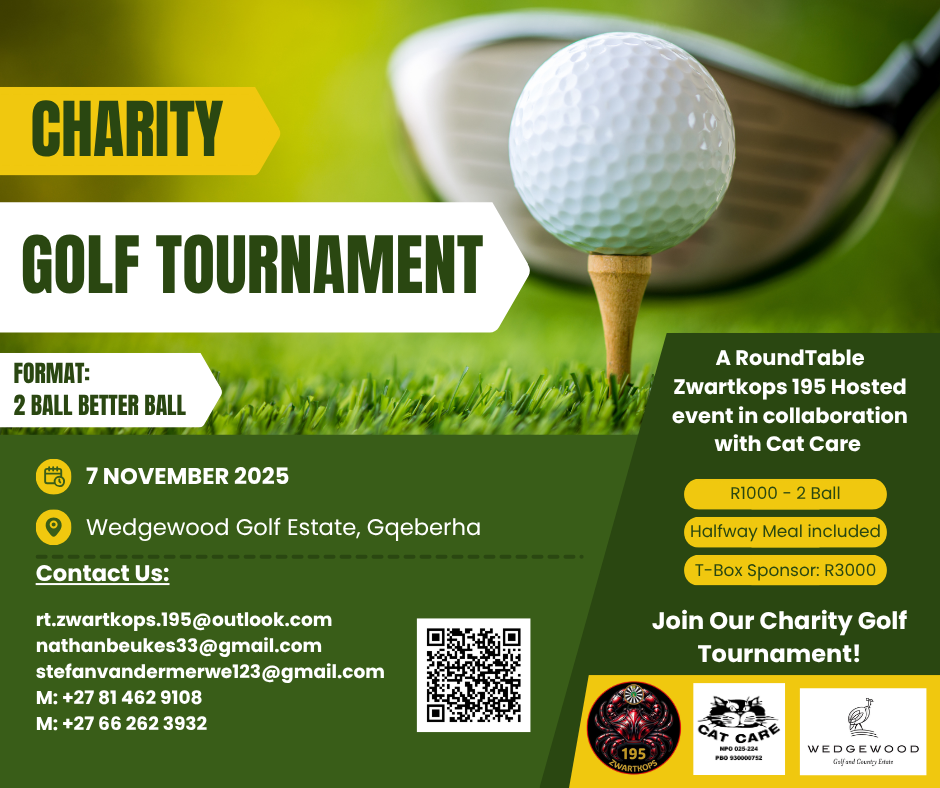 CHARITY
GOLF TOURNAMENT
FORMAT:
2 BALL BETTER BALL
7 NOVEMBER 2025
Wedgewood Golf Estate, Gqeberha
Contact Us:
rt.zwartkops.195@outlook.com
nathanbeukes33@gmail.com
stefanvandermerwe123@gmail.com
M: +27 81 462 9108
M: +27 66 262 3932
A RoundTable
Zwartkops 195 Hosted
event in collaboration
with Cat Care
R1000 - 2 Ball
Halfway Meal included
T-Box Sponsor: R3000
Join Our Charity Golf
Tournament!
195
ZWARTKOPS
CAT CARE
NPO 025-224
PBO 930000752
WEDGEWOOD
Golf and Country Estate